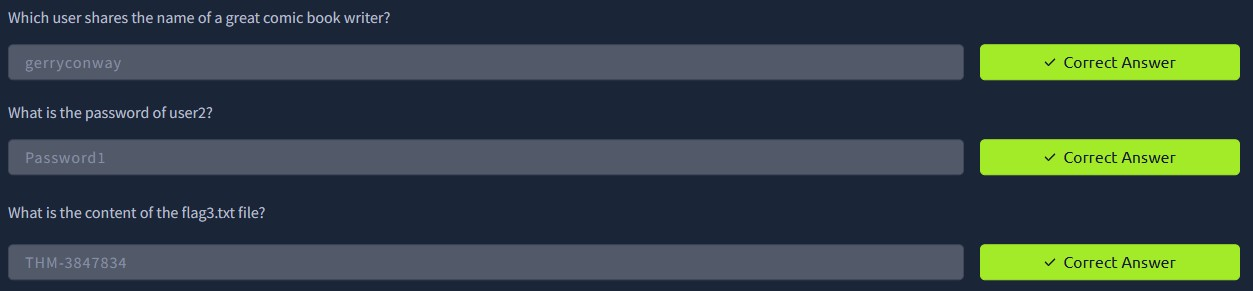 Which user shares the name of a great comic book writer?
gerryconway
✓ Correct Answer
What is the password of user2?
Password1
✓ Correct Answer
What is the content of the flag3.txt file?
THM-3847834
✓ Correct Answer